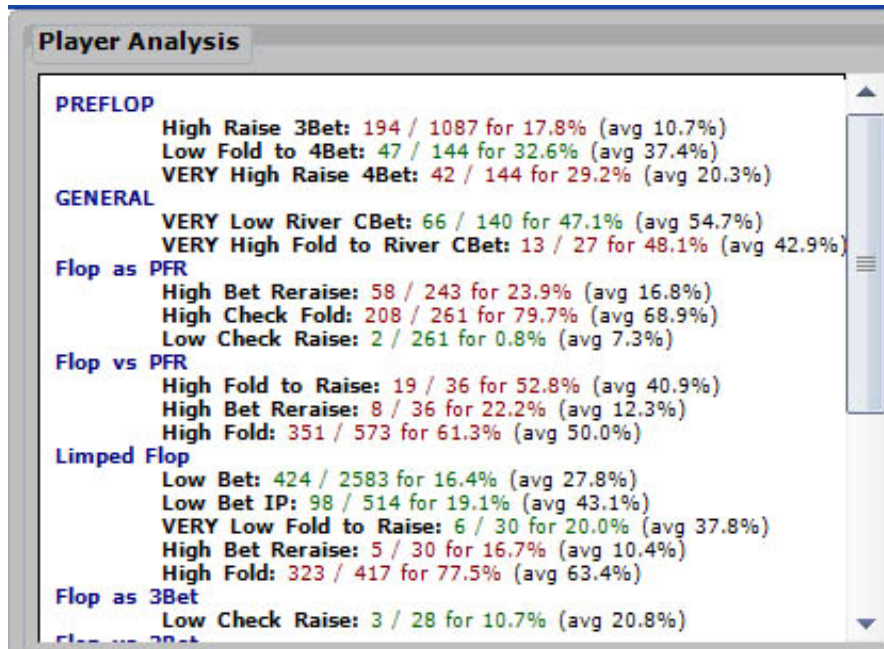 Player Analysis
PREFLOP
High Raise 3Bet: 194 / 1087 for 17.8% (avg 10.7%)
Low Fold to 4Bet: 47 / 144 for 32.6% (avg 37.4%)
VERY High Raise 4Bet: 42 / 144 for 29.2% (avg 20.3%)
GENERAL
VERY Low River CBet: 66 / 140 for 47.1% (avg 54.7%)
VERY High Fold to River CBet: 13 / 27 for 48.1% (avg 42.9%)
Flop as PFR
High Bet Reraise: 58 / 243 for 23.9% (avg 16.8%)
High Check Fold: 208 / 261 for 79.7% (avg 68.9%)
Low Check Raise: 2 / 261 for 0.8% (avg 7.3%)
Flop vs PFR
High Fold to Raise: 19 / 36 for 52.8% (avg 40.9%)
High Bet Reraise: 8 / 36 for 22.2% (avg 12.3%)
High Fold: 351 / 573 for 61.3% (avg 50.0%)
Limped Flop
Low Bet: 424 / 2583 for 16.4% (avg 27.8%)
Low Bet IP: 98 / 514 for 19.1% (avg 43.1%)
VERY Low Fold to Raise: 6 / 30 for 20.0% (avg 37.8%)
High Bet Reraise: 5 / 30 for 16.7% (avg 10.4%)
High Fold: 323 / 417 for 77.5% (avg 63.4%)
Flop as 3Bet
Low Check Raise: 3 / 28 for 10.7% (avg 20.8%)
Flop vs 3Bet